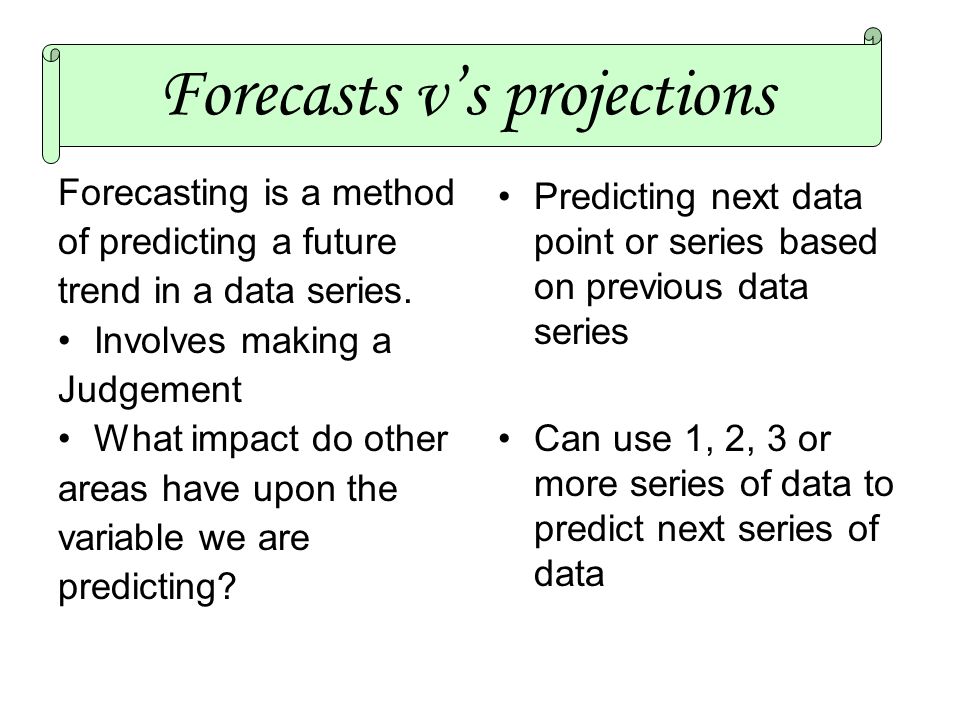 Forecasts v’s projections
Forecasting is a method
of predicting a future
trend in a data series.
• Involves making a
Judgement
• What impact do other
areas have upon the
variable we are
predicting?
• Predicting next data
point or series based
on previous data
series
• Can use 1, 2, 3 or
more series of data to
predict next series of
data